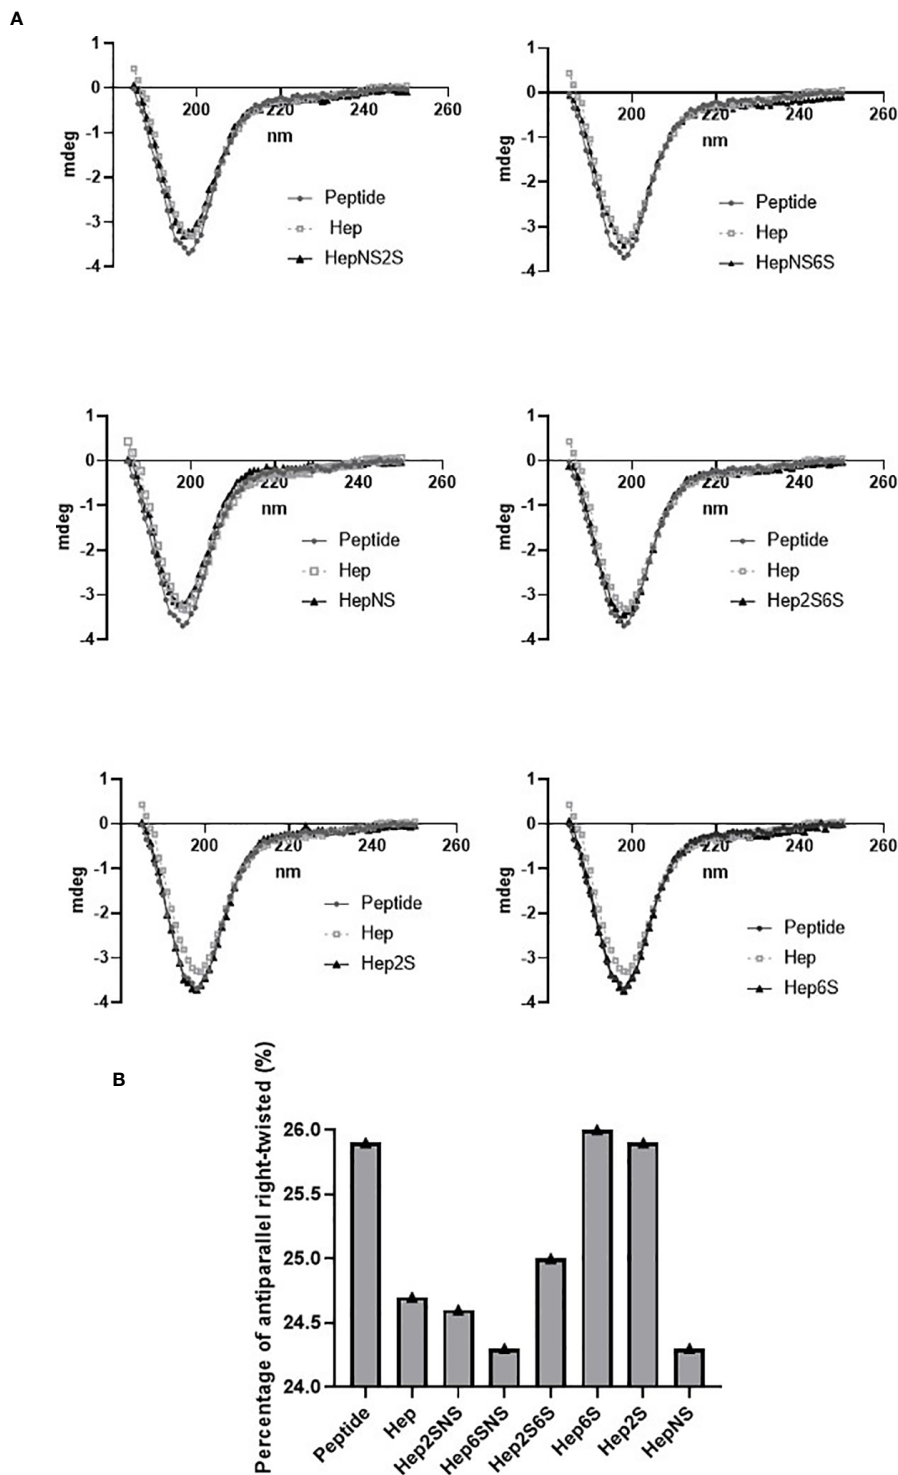 A
1
0
-1
-2
-3
-4
mdeg
200
220
240
260
nm
Peptide
Hep
HepNS2S
1
0
-1
-2
-3
-4
mdeg
200
220
240
260
nm
Peptide
Hep
HepNS6S
1
0
-1
-2
-3
-4
mdeg
200
220
240
260
nm
Peptide
Hep
HepNS
1
0
-1
-2
-3
-4
mdeg
200
220
240
260
nm
Peptide
Hep
Hep2S6S
1
0
-1
-2
-3
-4
mdeg
200
220
240
260
nm
Peptide
Hep
Hep2S
1
0
-1
-2
-3
-4
mdeg
200
220
240
260
nm
Peptide
Hep
Hep6S
B
Percentage of antiparallel right-twisted (%)
26.0
25.5
25.0
24.5
24.0
Peptide
Hep
Hep2SNS
Hep6SNS
Hep2S6S
Hep6S
Hep2S
HepNS